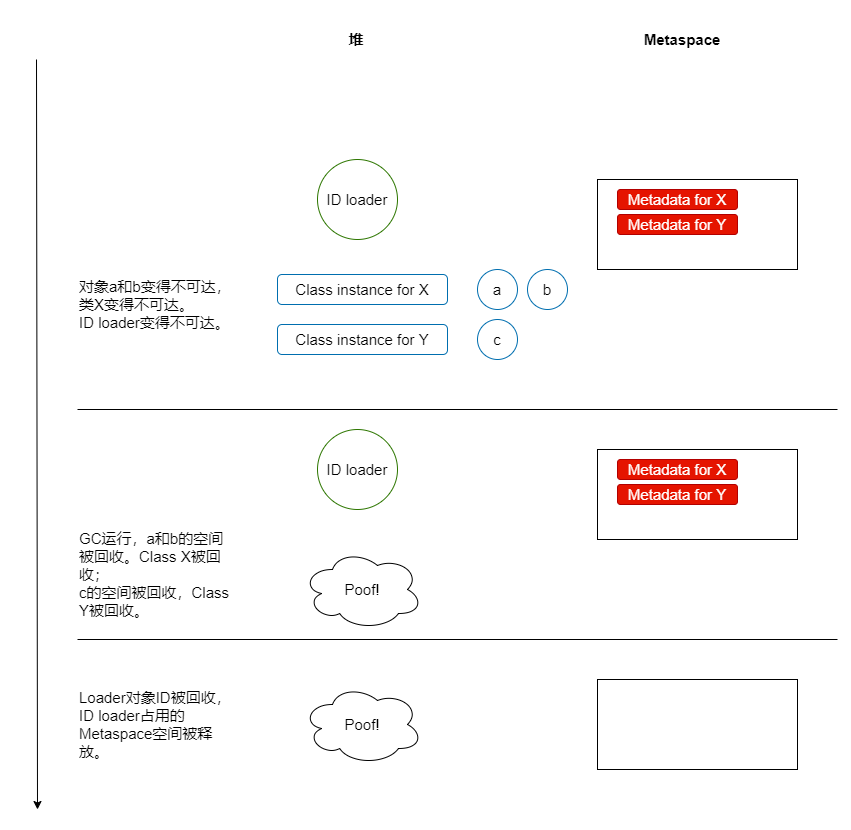 堆
Metaspace
ID loader
Metadata for X
Metadata for Y
对象a和b变得不可达，
类X变得不可达。
ID loader变得不可达。
Class instance for X
a
b
Class instance for Y
c
ID loader
Metadata for X
Metadata for Y
GC运行，a和b的空间
被回收。Class X被回
收；
c的空间被回收，Class
Y被回收。
Poof!
Loader对象ID被回收，
ID loader占用的
Metaspace空间被释
放。
Poof!